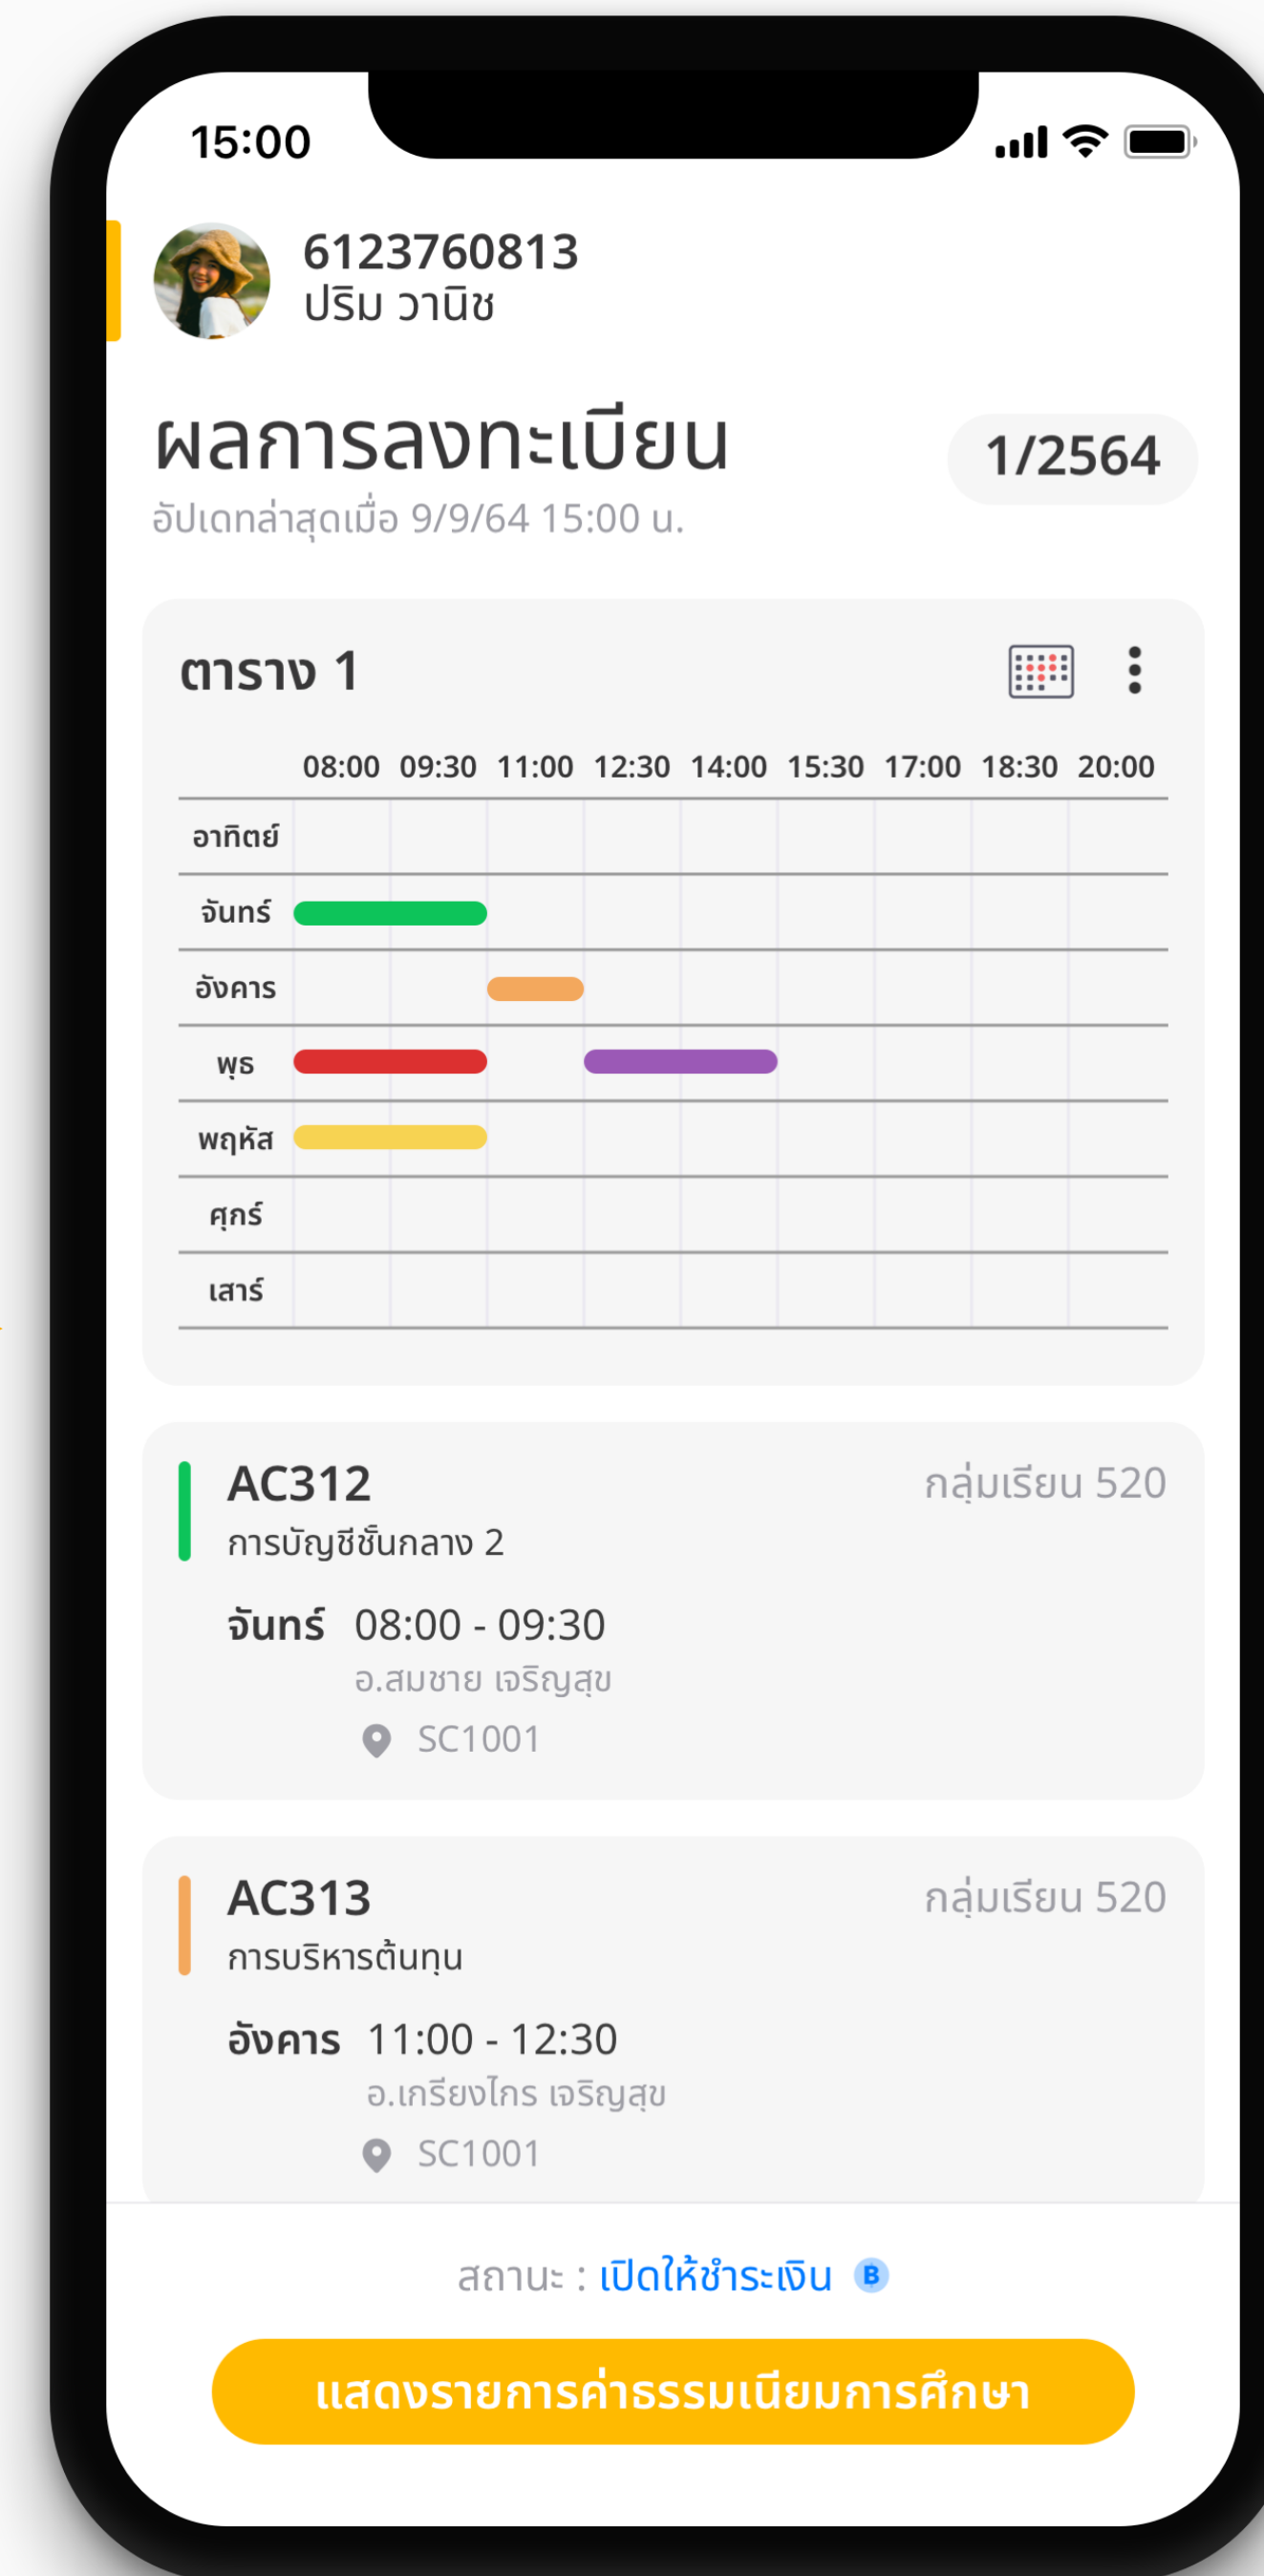 15:00
6123760813
ปริม วานิช
ผลการลงทะเบียน
1/2564
อัปเดทล่าสุดเมื่อ 9/9/64 15:00 น.
ตาราง 1
08:00 09:30 11:00 12:30 14:00 15:30 17:00 18:30 20:00
อาทิตย์
จันทร์
อังคาร
พุธ
พฤหัส
ศุกร์
เสาร์
AC312 กลุ่มเรียน 520
การบัญชีชั้นกลาง 2
จันทร์ 08:00 - 09:30
อ.สมชาย เจริญสุข
SC1001
AC313 กลุ่มเรียน 520
การบริหารต้นทุน
อังคาร 11:00 - 12:30
อ.เกรียงไกร เจริญสุข
SC1001
สถานะ : เปิดให้ชำระเงิน ฿
แสดงรายการค่าธรรมเนียมการศึกษา